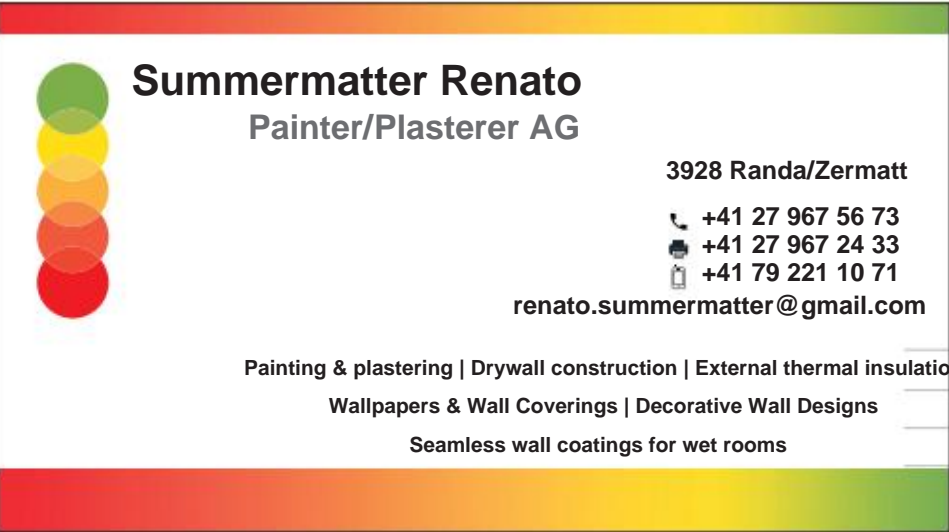 Summermatter Renato
Painter/Plasterer AG
3928 Randa/Zermatt
+41 27 967 56 73
+41 27 967 24 33
+41 79 221 10 71
renato.summermatter@gmail.com
Painting & plastering | Drywall construction | External thermal insulatio
Wallpapers & Wall Coverings | Decorative Wall Designs
Seamless wall coatings for wet rooms